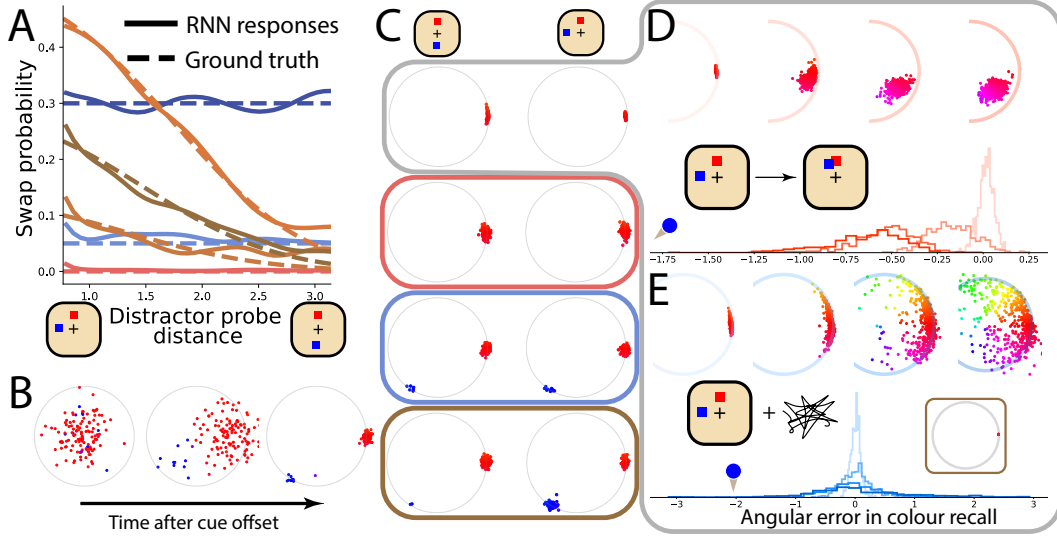 A
RNN responses
Ground truth
Swap probability
0.4
0.3
0.2
0.1
0.0
1.0
1.5
2.0
2.5
3.0
Distractor probe
distance
B
Time after cue offset
C
D
−1.75
−1.25
−1.00
−0.75
−0.50
−0.25
0.00
0.25
E
−3
−2
−1
0
1
2
3
Angular error in colour recall